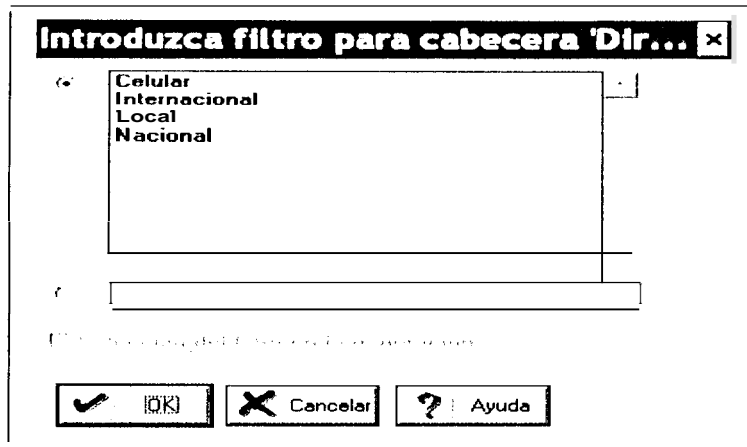 Introduzca filtro para cabecera 'Dir...
Celular
Internacional
Local
Nacional
OK Cancelar Ayuda